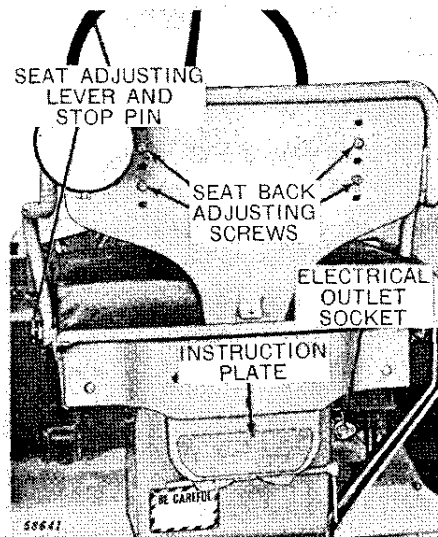 SEAT ADJUSTING
LEVER AND
STOP PIN
SEAT BACK
ADJUSTING
SCREWS
ELECTRICAL
OUTLET
SOCKET
INSTRUCTION
PLATE
BE CAREFUL
58641